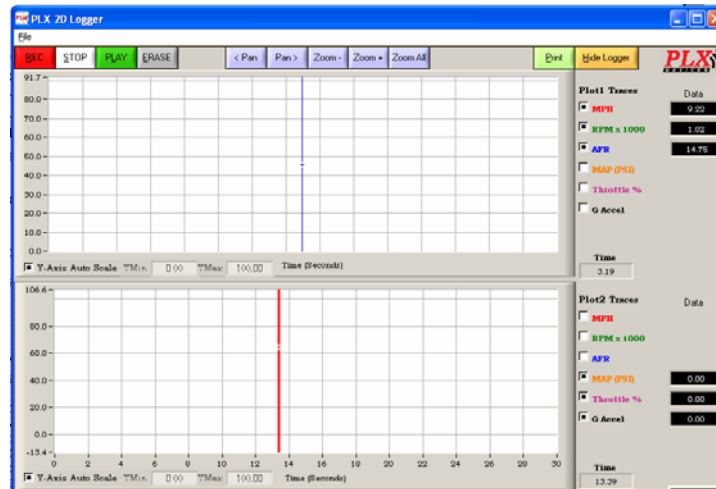 PLX 2D Logger
File
REC STOP PLAY ERASE < Pan Pan > Zoom - Zoom + Zoom All Print Hide Logger PLX
DEVICES
91.7
80.0
70.0
60.0
50.0
40.0
30.0
20.0
10.0
0.0
Y-Axis Auto Scale YMin 0.00 YMax 100.00 Time (Seconds)
Plot1 Traces Data
MPH 9.22
RPM x 1000 1.02
AFR 14.75
MAP (PSI)
Throttle %
G Accel
Time
3.19
106.6
80.0
60.0
40.0
20.0
0.0
-13.4
0 2 4 6 8 10 12 14 16 18 20 22 24 26 28 30
Y-Axis Auto Scale YMin 0.00 YMax 100.00 Time (Seconds)
Plot2 Traces Data
MPH
RPM x 1000
AFR
MAP (PSI) 0.00
Throttle % 0.00
G Accel 0.00
Time
13.39